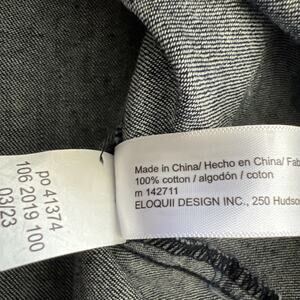 po 41374
106 2019 100
03/23
Made in China/ Hecho en China/ Fab
100% cotton / algodón / coton
m 142711
ELOQUII DESIGN INC., 250 Hudso